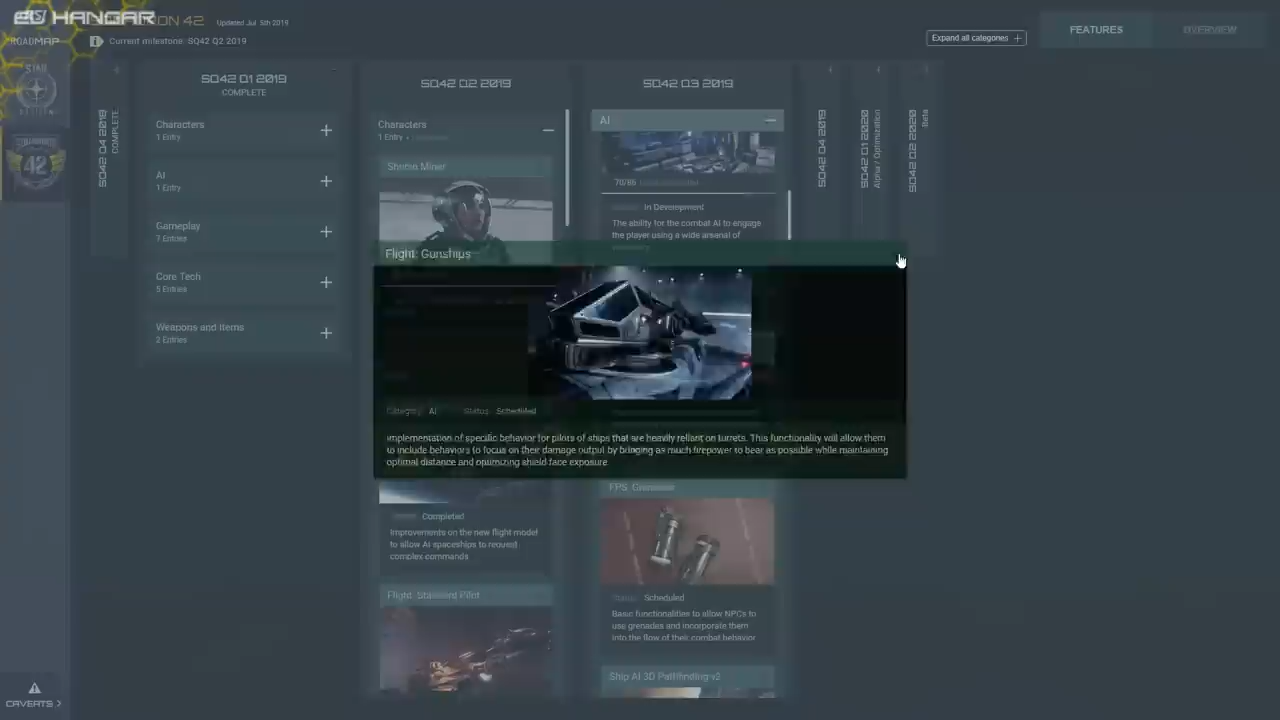 HANGAR
ON 42
Updated Jul. 5th 2019
ROADMAP
Current milestone: SQ42 Q2 2019
Expand all categories
FEATURES
OVERVIEW
STAR
SQ42 Q4 2018
COMPLETE
SQ42 Q1 2019
COMPLETE
Characters
1 Entry
AI
1 Entry
Gameplay
7 Entries
Core Tech
5 Entries
Weapons and Items
2 Entries
SQ42 Q2 2019
Characters
1 Entry
Shubin Miner
SQ42 Q3 2019
AI
70/86
In Development
The ability for the combat AI to engage
the player using a wide arsenal of
SQ42 Q4 2019
SQ42 Q1 2020
Alpha / Optimization
SQ42 Q2 2020
Beta
42
Flight: Gunships
Category: AI Status: Scheduled
Implementation of specific behavior for pilots of ships that are heavily reliant on turrets. This functionality will allow them
to include behaviors to focus on their damage output by bringing as much firepower to bear as possible while maintaining
optimal distance and optimizing shield face exposure.
Completed
Improvements on the new flight model
to allow AI spaceships to request
complex commands
Flight: Standard Pilot
FPS: Grenades
Status: Scheduled
Basic functionalities to allow NPCs to
use grenades and incorporate them
into the flow of their combat behavior
Ship AI 3D Pathfinding v2
CAVEATS >